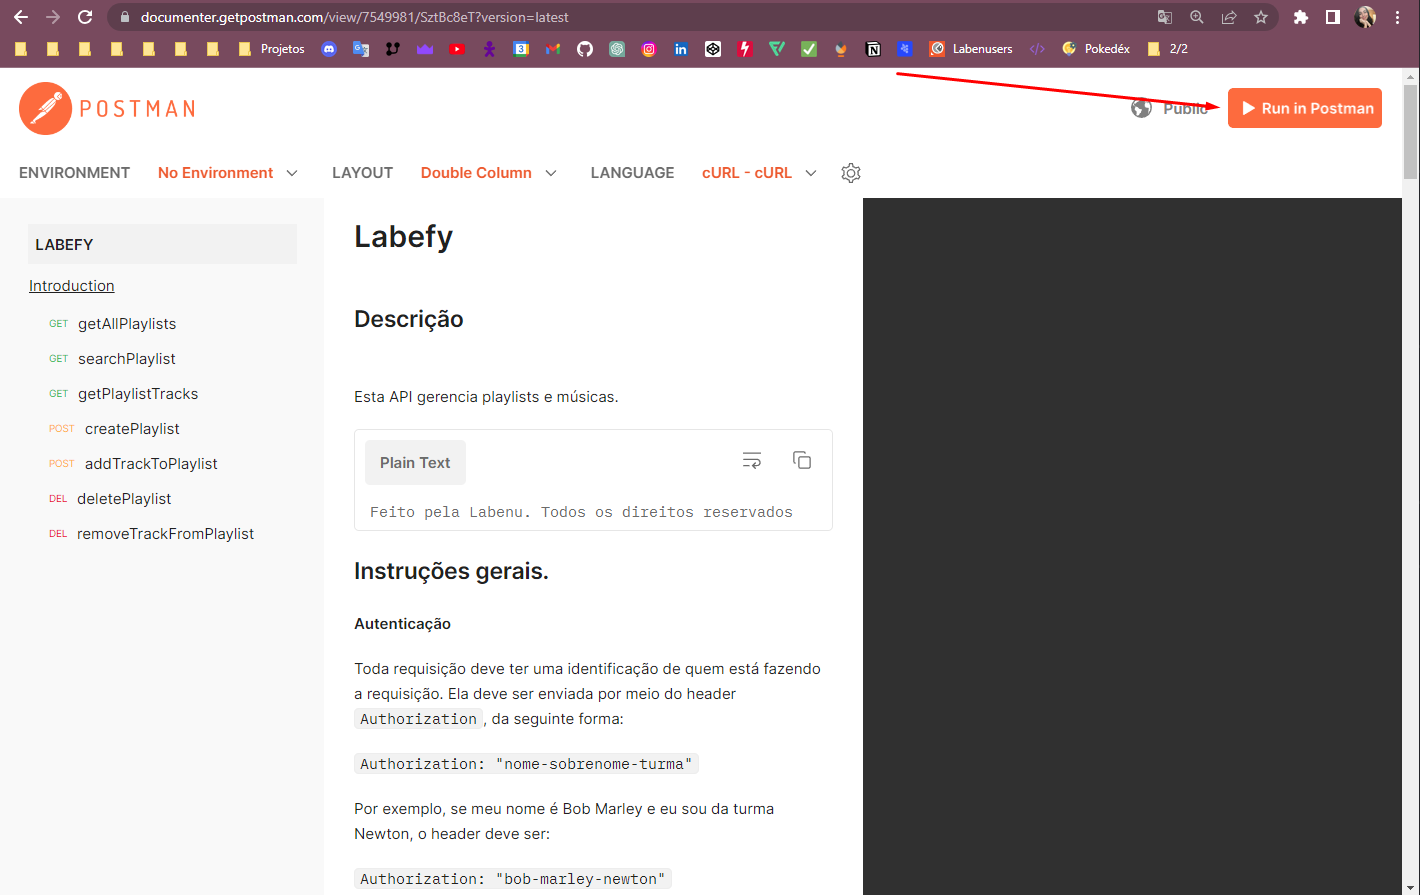 documenter.getpostman.com/view/7549981/SztBc8eT?version=latest
Projetos
Labenusers
Pokedéx
2/2
POSTMAN
Public
Run in Postman
ENVIRONMENT No Environment LAYOUT Double Column LANGUAGE cURL - cURL
LABEFY
Introduction
GET getAllPlaylists
GET searchPlaylist
GET getPlaylistTracks
POST createPlaylist
POST addTrackToPlaylist
DEL deletePlaylist
DEL removeTrackFromPlaylist
Labefy
Descrição
Esta API gerencia playlists e músicas.
Plain Text
Feito pela Labenu. Todos os direitos reservados
Instruções gerais.
Autenticação
Toda requisição deve ter uma identificação de quem está fazendo
a requisição. Ela deve ser enviada por meio do header
Authorization , da seguinte forma:
Authorization: "nome-sobrenome-turma"
Por exemplo, se meu nome é Bob Marley e eu sou da turma
Newton, o header deve ser:
Authorization: "bob-marley-newton"